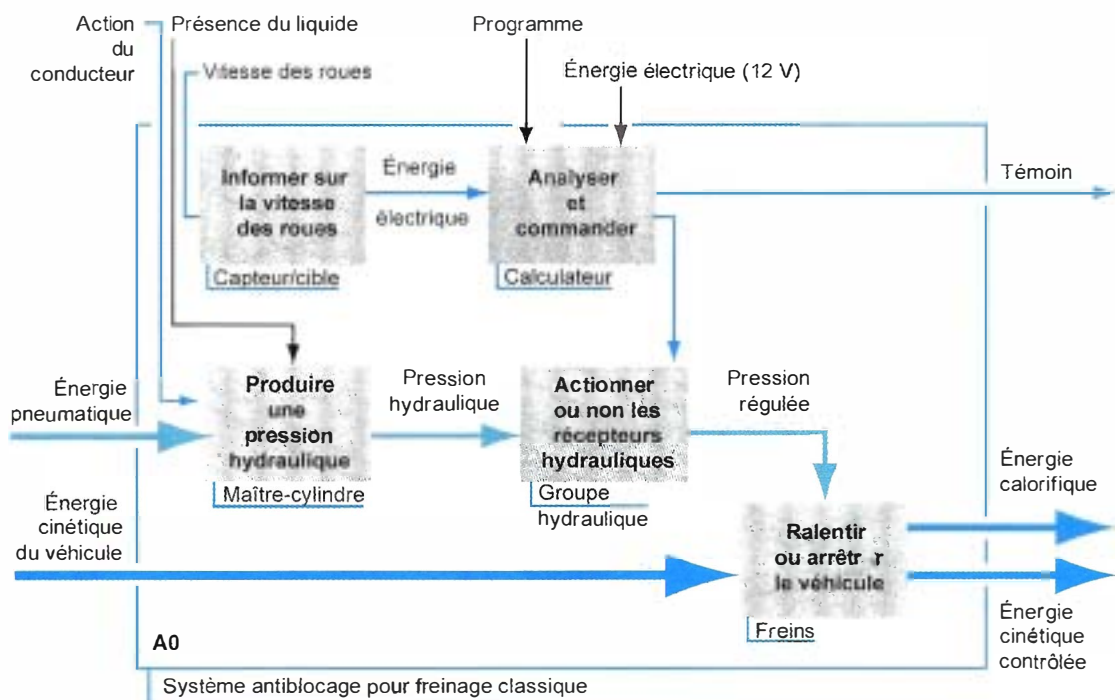 Action
du
conducteur
Présence du liquide
Programme
Vitesse des roues
Énergie électrique (12 V)
Informer sur
la vitesse
des roues
Capteur/cible
Énergie
électrique
Analyser
et
commander
Calculateur
Témoin
Énergie
pneumatique
Produire
une
pression
hydraulique
Maître-cylindre
Pression
hydraulique
Actionner
ou non les
récepteurs
hydrauliques
Groupe
hydraulique
Pression
régulée
Énergie
cinétique
du véhicule
Ralentir
ou arrêt r r
le véhicule
Freins
Énergie
calorifique
Énergie
cinétique
contrôlée
A0
Système antiblocage pour freinage classique